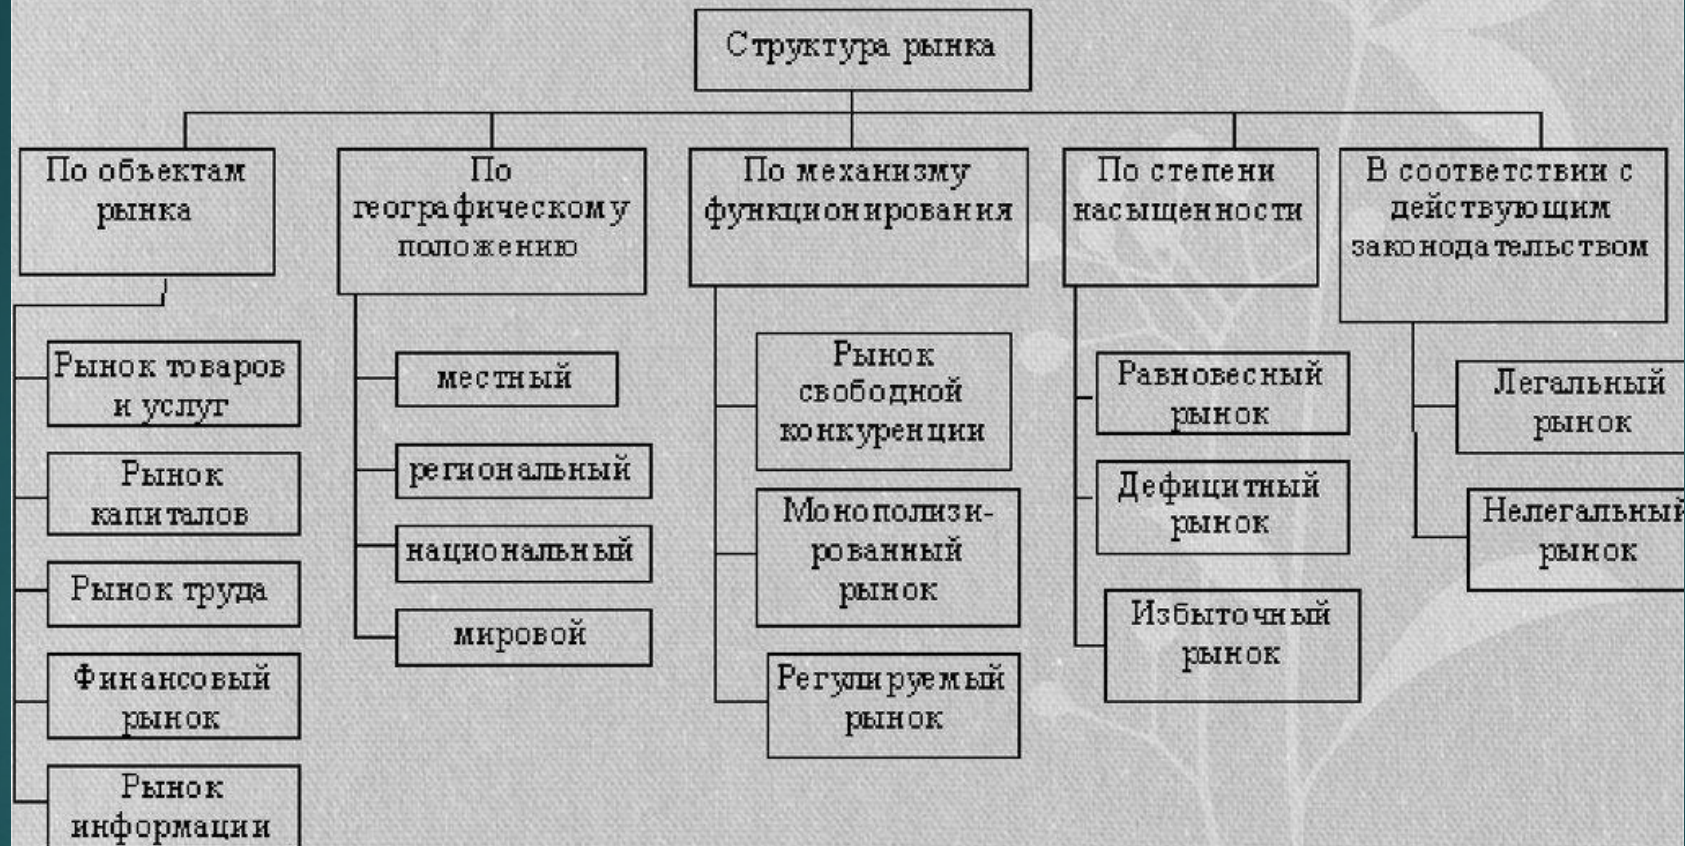 Структура рынка
По объектам
рынка
Рынок товаров
и услуг
Рынок
капиталов
Рынок труда
Финансовый
рынок
Рынок
информации
По
географическому
положению
местный
региональный
национальный
мировой
По механизму
функционирования
Рынок
свободной
конкуренции
Монополизи-
рованный
рынок
Регулируемый
рынок
По степени
насыщенности
Равновесный
рынок
Дефицитный
рынок
Избыточный
рынок
В соответствии с
действующим
законодательством
Легальный
рынок
Нелегальный
рынок